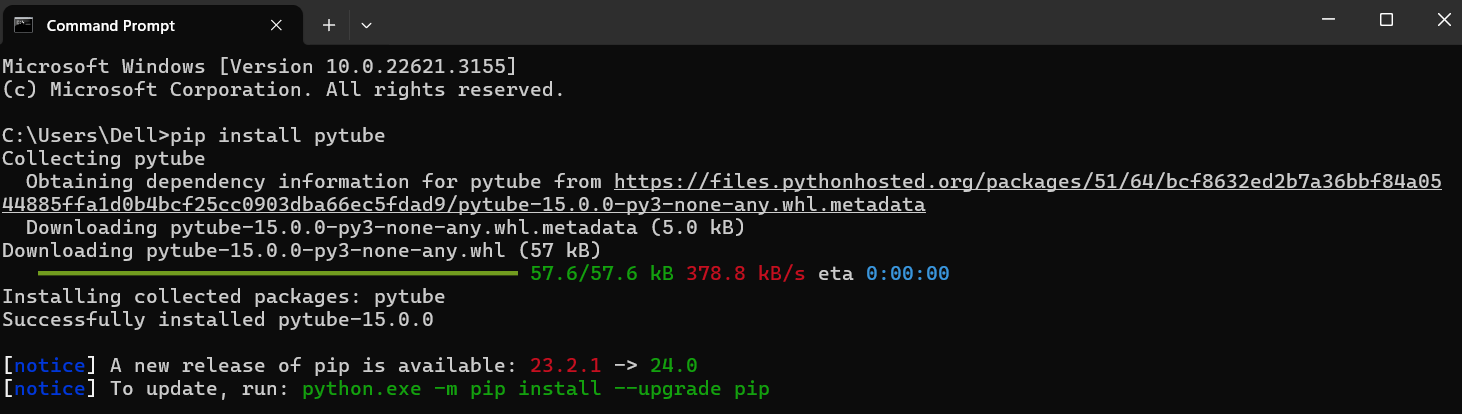 Command Prompt
Microsoft Windows [Version 10.0.22621.3155]
(c) Microsoft Corporation. All rights reserved.
C:\Users\Dell>pip install pytube
Collecting pytube
  Obtaining dependency information for pytube from https://files.pythonhosted.org/packages/51/64/bcf8632ed2b7a36bbf84a05
44885ffa1d0b4bcf25cc0903dba66ec5fdad9/pytube-15.0.0-py3-none-any.whl.metadata
  Downloading pytube-15.0.0-py3-none-any.whl.metadata (5.0 kB)
Downloading pytube-15.0.0-py3-none-any.whl (57 kB)
57.6/57.6 kB 378.8 kB/s eta 0:00:00
Installing collected packages: pytube
Successfully installed pytube-15.0.0
[notice] A new release of pip is available: 23.2.1 -> 24.0
[notice] To update, run: python.exe -m pip install --upgrade pip